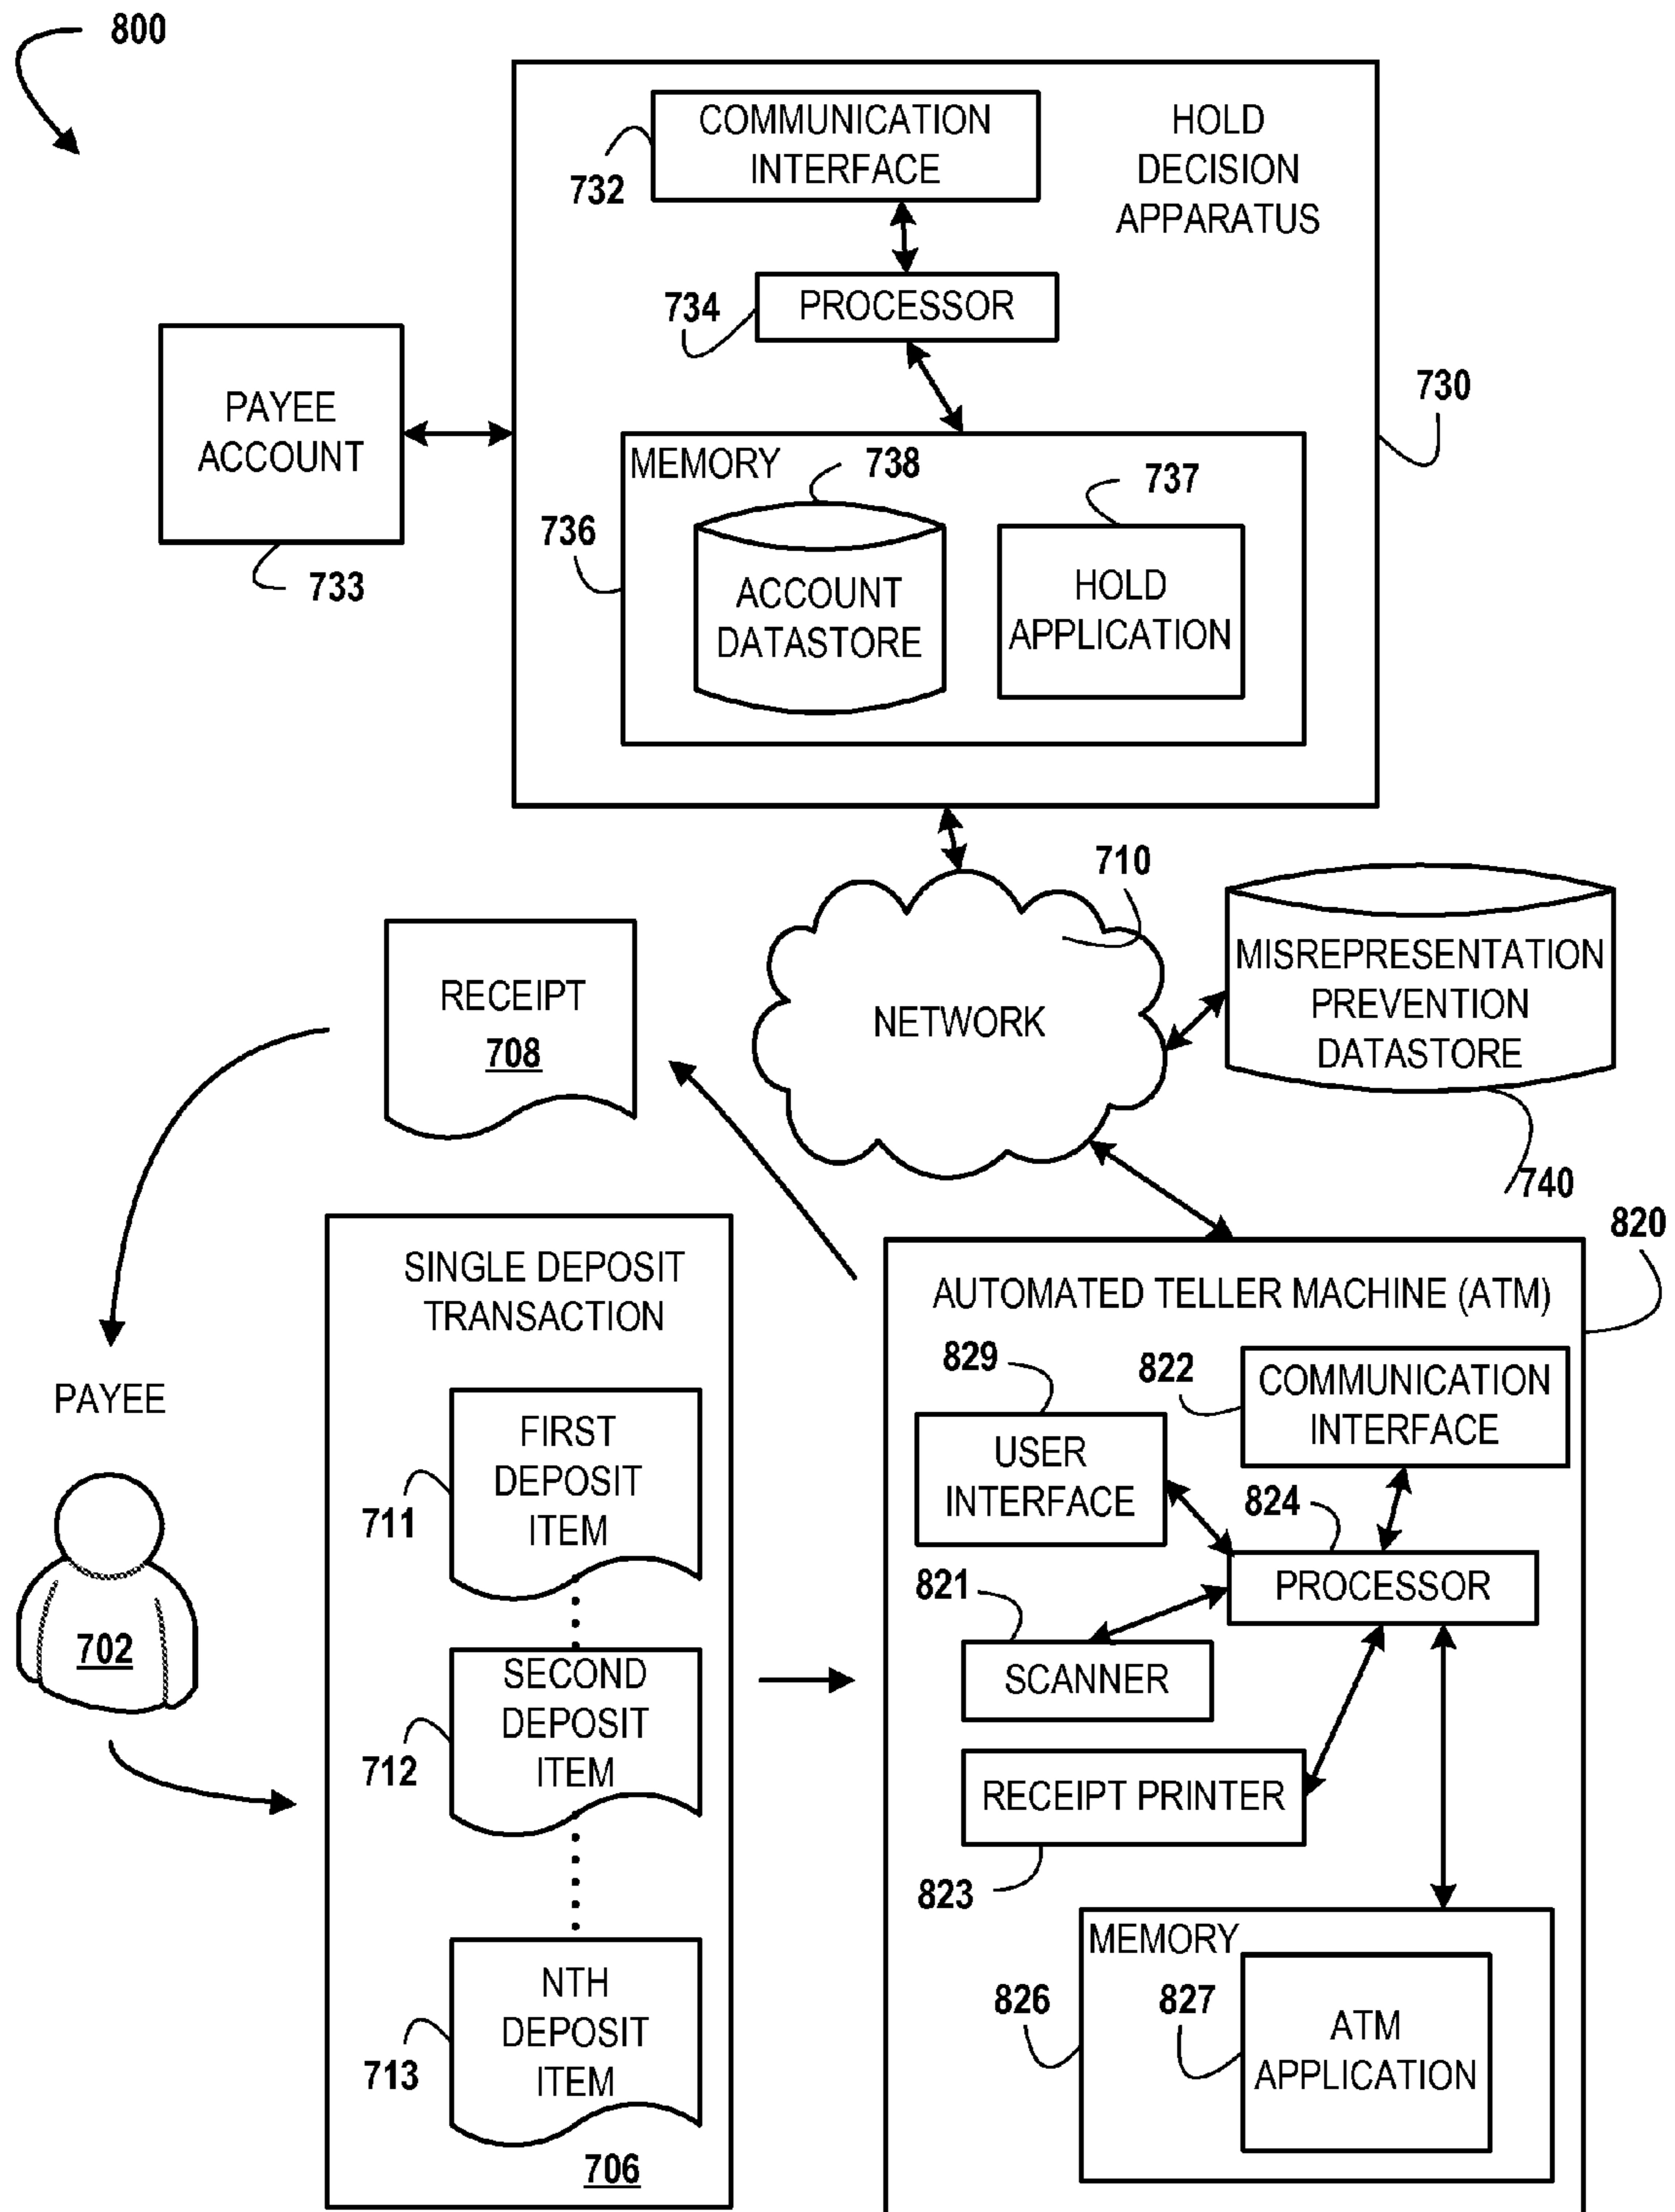 800
COMMUNICATION
INTERFACE
732
HOLD
DECISION
APPARATUS
734
PROCESSOR
730
PAYEE
ACCOUNT
733
MEMORY
738
737
736
ACCOUNT
DATASTORE
HOLD
APPLICATION
710
NETWORK
MISREPRESENTATION
PREVENTION
DATASTORE
740
RECEIPT
708
PAYEE
702
SINGLE DEPOSIT
TRANSACTION
FIRST
DEPOSIT
ITEM
711
SECOND
DEPOSIT
ITEM
712
NTH
DEPOSIT
ITEM
713
706
820
AUTOMATED TELLER MACHINE (ATM)
829
822
COMMUNICATION
INTERFACE
USER
INTERFACE
824
PROCESSOR
821
SCANNER
RECEIPT PRINTER
823
MEMORY
826
827
ATM
APPLICATION